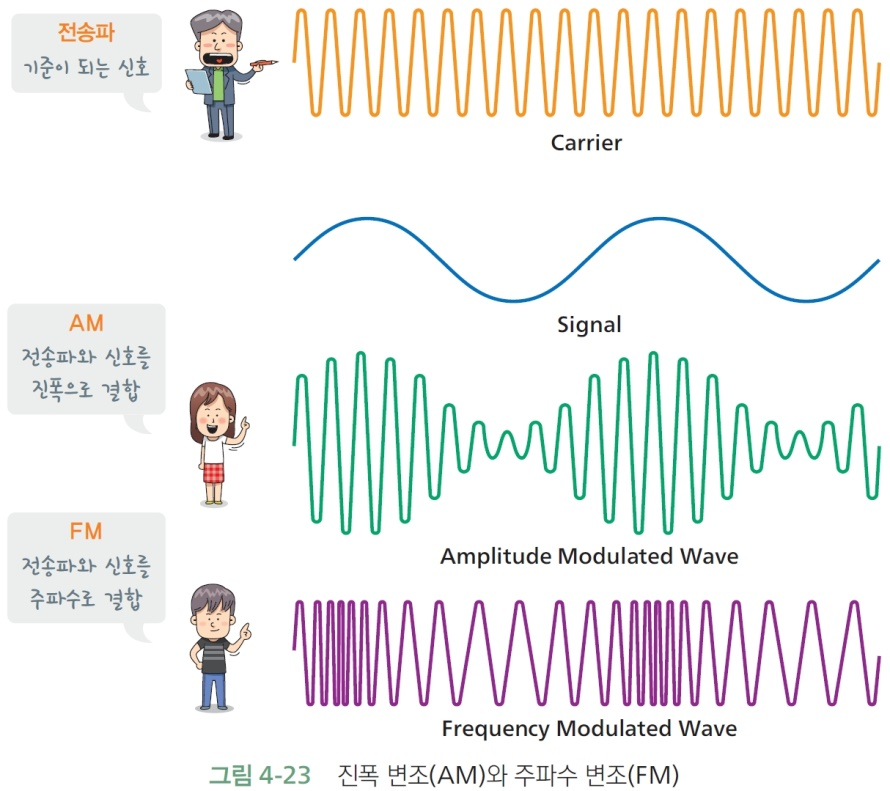 전송파
기준이 되는 신호
Carrier
Signal
AM
전송파와 신호를
진폭으로 결합
Amplitude Modulated Wave
FM
전송파와 신호를
주파수로 결합
Frequency Modulated Wave
그림 4-23 진폭 변조(AM)와 주파수 변조(FM)